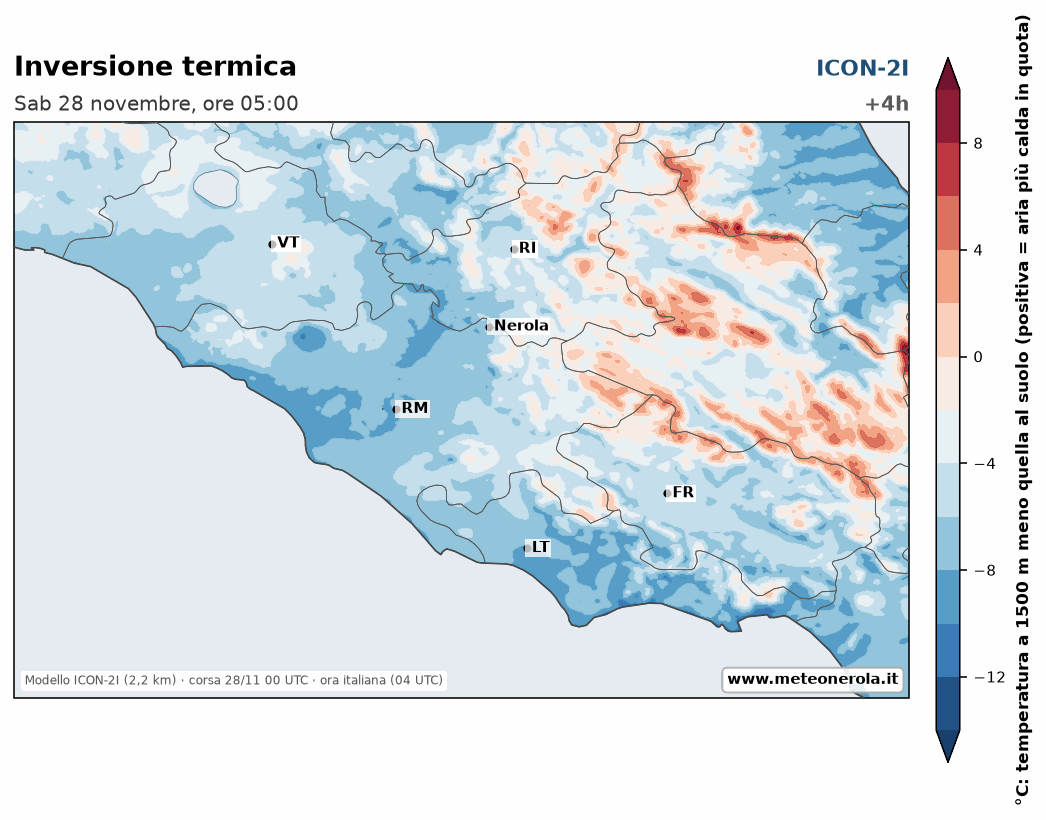 Inversione termica
ICON-2I
Sab 28 novembre, ore 05:00
+4h
VT
RI
Nerola
RM
FR
LT
Modello ICON-2I (2,2 km) · corsa 28/11 00 UTC · ora italiana (04 UTC)
www.meteonerola.it
8
4
0
−4
−8
−12
°C: temperatura a 1500 m meno quella al suolo (positiva = aria più calda in quota)